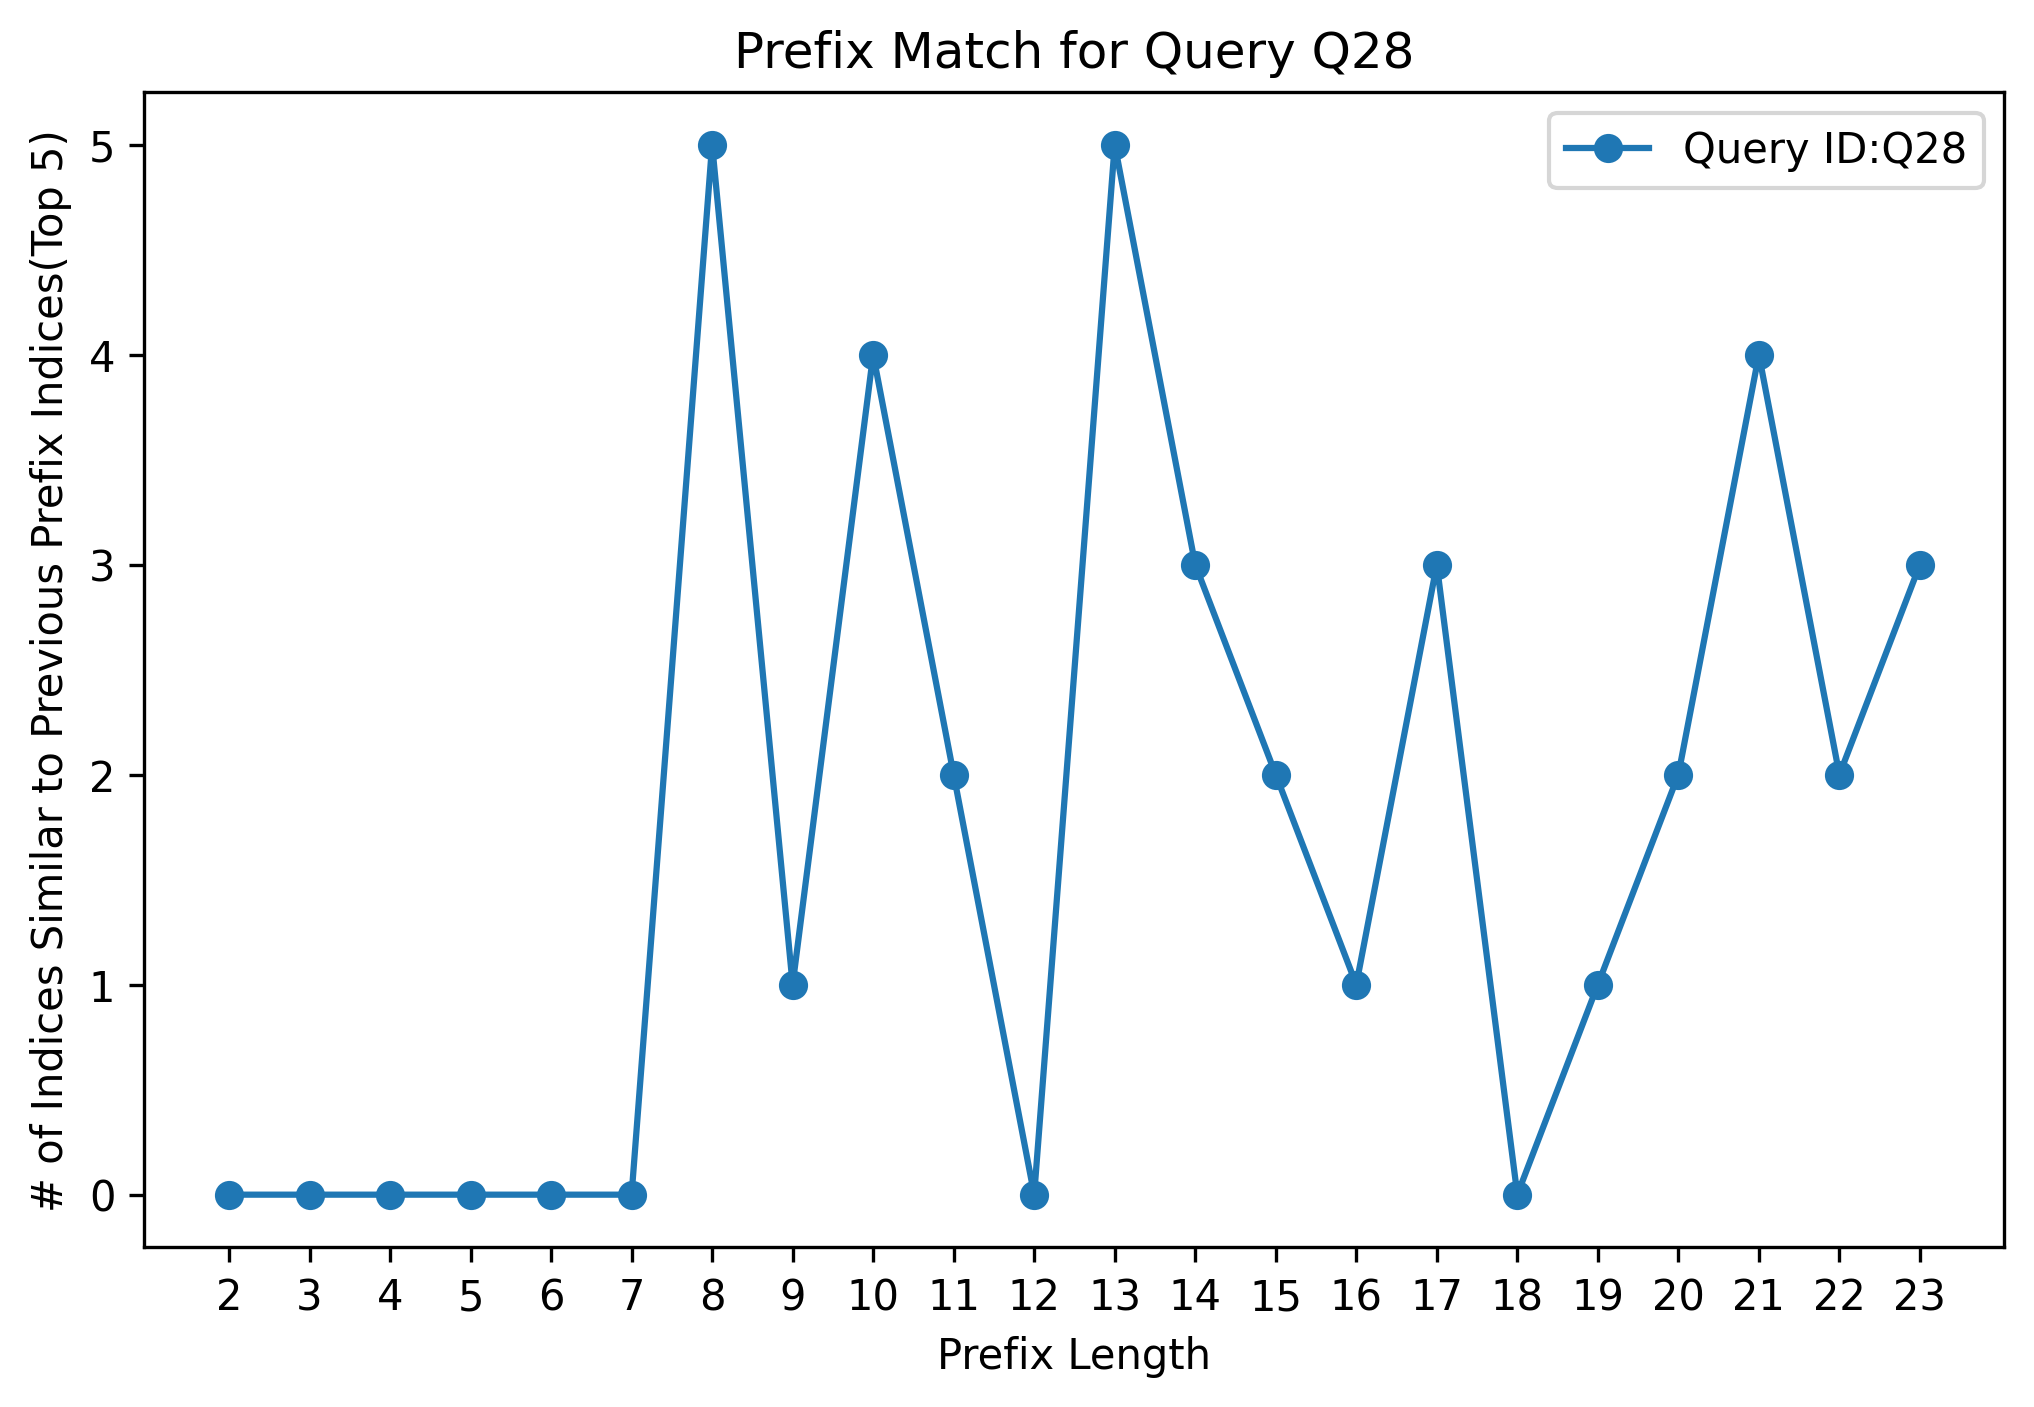 Prefix Match for Query Q28
Query ID:Q28
# of Indices Similar to Previous Prefix Indices(Top 5)
5
4
3
2
1
0
2 3 4 5 6 7 8 9 10 11 12 13 14 15 16 17 18 19 20 21 22 23
Prefix Length